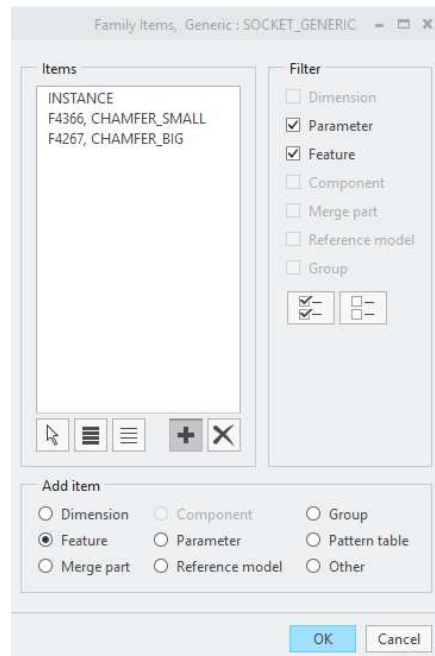 Family Items, Generic : SOCKET_GENERIC
Items
INSTANCE
F4366, CHAMFER_SMALL
F4267, CHAMFER_BIG
Filter
Dimension
Parameter
Feature
Component
Merge part
Reference model
Group
Add item
Dimension Component Group
Feature Parameter Pattern table
Merge part Reference model Other
OK Cancel